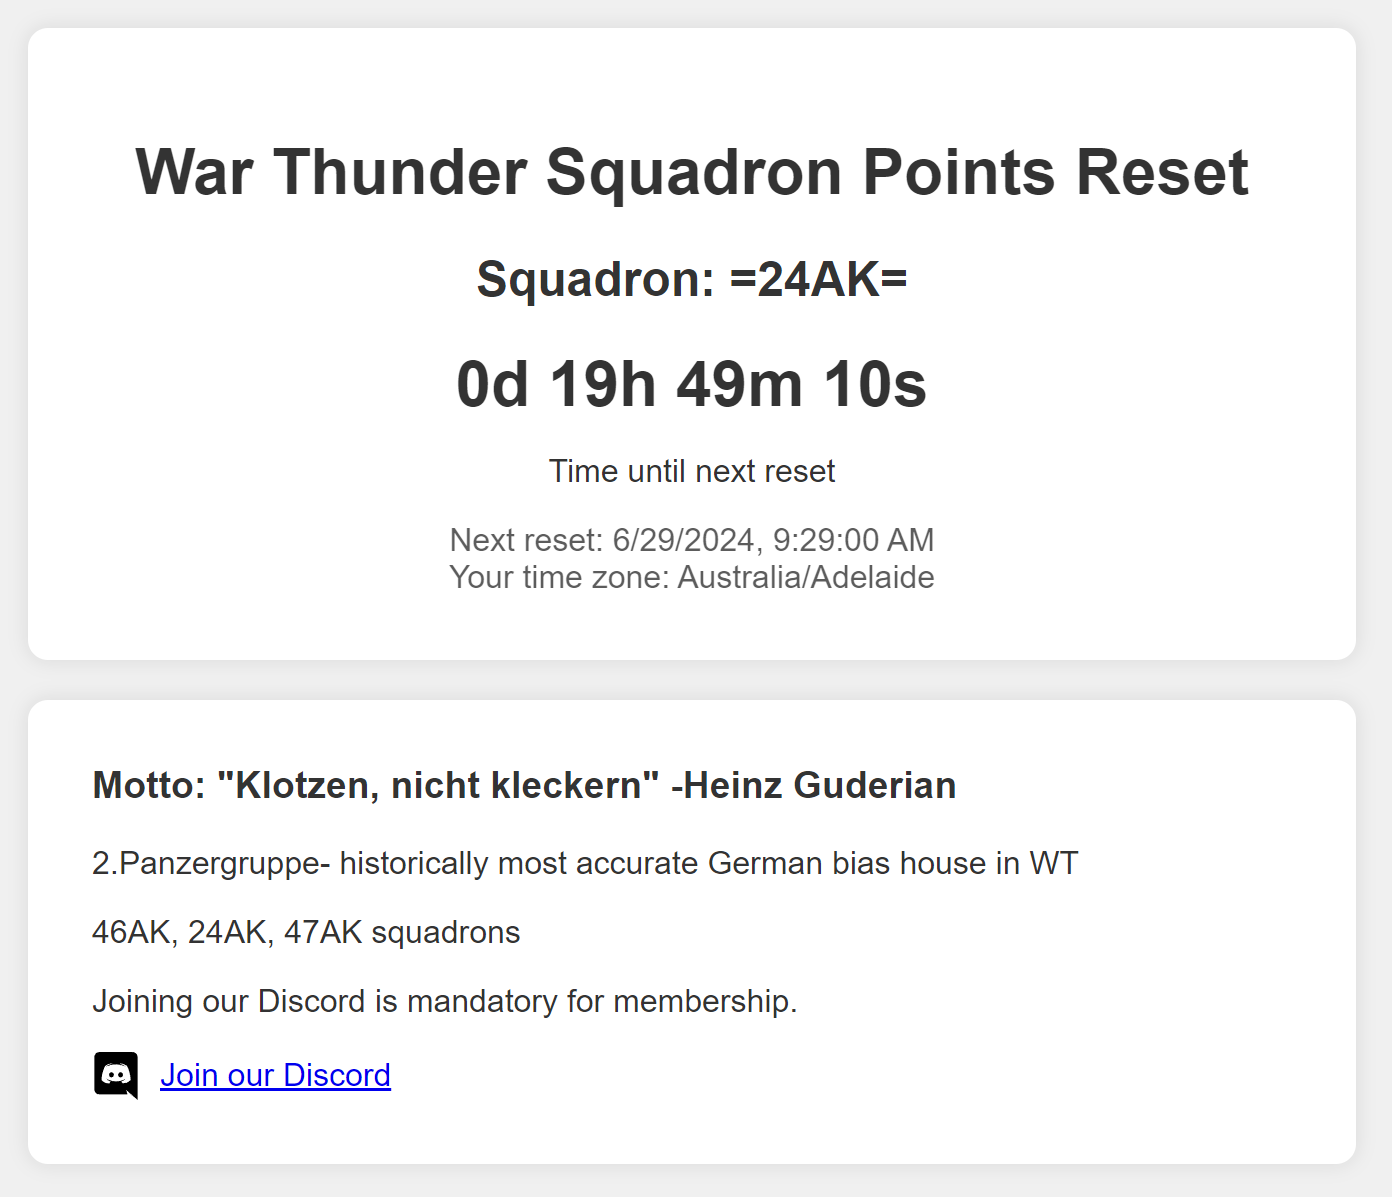 War Thunder Squadron Points Reset
Squadron: =24AK=
0d 19h 49m 10s
Time until next reset
Next reset: 6/29/2024, 9:29:00 AM
Your time zone: Australia/Adelaide
Motto: "Klotzen, nicht kleckern" -Heinz Guderian
2.Panzergruppe- historically most accurate German bias house in WT
46AK, 24AK, 47AK squadrons
Joining our Discord is mandatory for membership.
Join our Discord